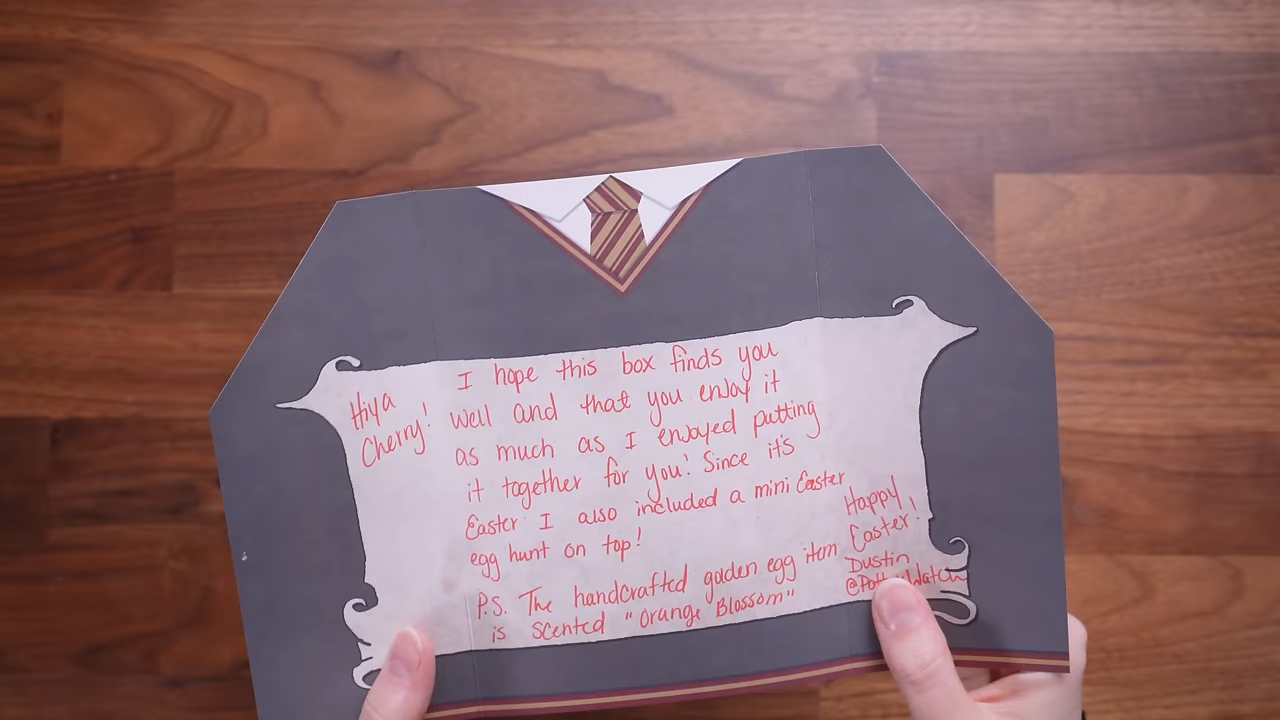 Hiya
Cherry!
I hope this box finds you
well and that you enjoy it
as much as I enjoyed putting
it together for you! Since it's
Easter I also included a mini Easter
egg hunt on top!
P.S. The handcrafted golden egg item
is scented "Orange Blossom"
Happy
Easter!
Dustin